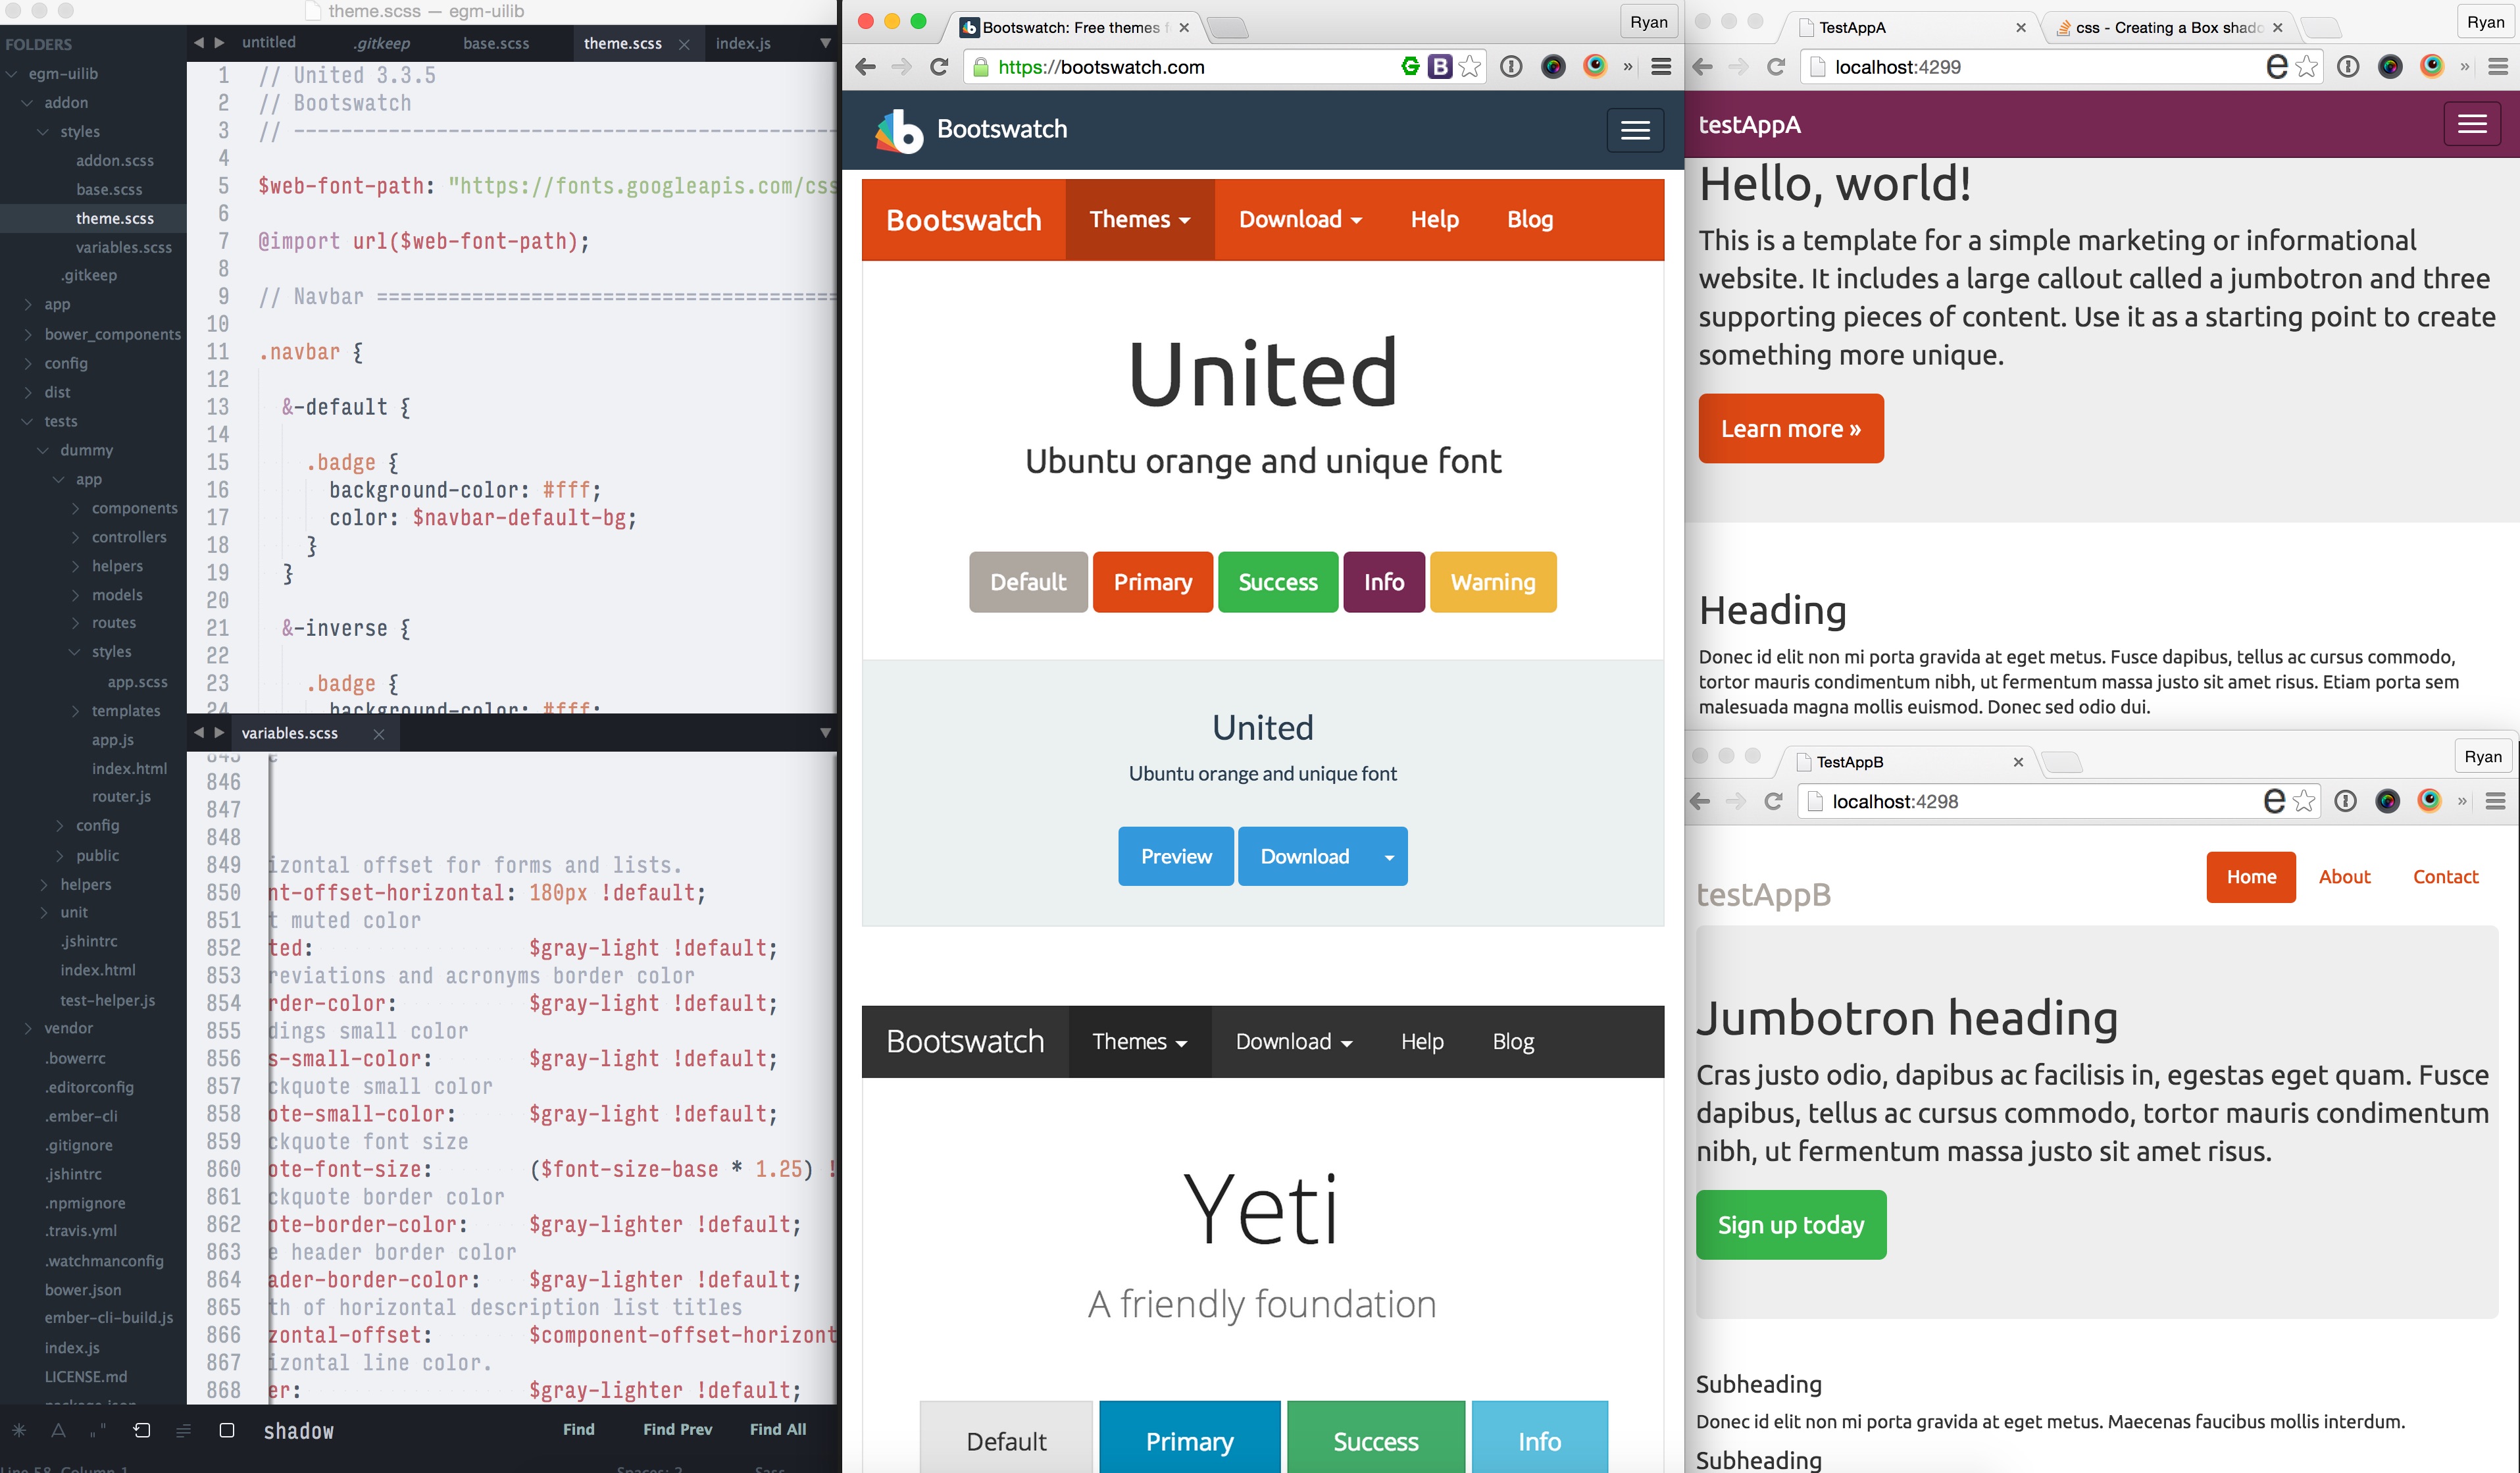 theme.scss — egm-uilib
FOLDERS
egm-uilib
addon
styles
addon.scss
base.scss
theme.scss
variables.scss
.gitkeep
app
bower_components
config
dist
tests
dummy
app
components
controllers
helpers
models
routes
styles
app.scss
templates
app.js
index.html
router.js
config
public
helpers
unit
.jshintrc
index.html
test-helper.js
vendor
.bowerrc
.editorconfig
.ember-cli
.gitignore
.jshintrc
.npmignore
.travis.yml
.watchmanconfig
bower.json
ember-cli-build.js
index.js
LICENSE.md
package.json
untitled .gitkeep base.scss theme.scss index.js
1 // United 3.3.5
2 // Bootswatch
3 // ----------------------------------------------
4
5 $web-font-path: "https://fonts.googleapis.com/css
6
7 @import url($web-font-path);
8
9 // Navbar =======================================
10
11 .navbar {
12
13 &-default {
14
15 .badge {
16 background-color: #fff;
17 color: $navbar-default-bg;
18 }
19 }
20
21 &-inverse {
22
23 .badge {
24 background-color: #fff;
variables.scss
845 e
846
847
848
849 izontal offset for forms and lists.
850 nt-offset-horizontal: 180px !default;
851 t muted color
852 ted: $gray-light !default;
853 reviations and acronyms border color
854 rder-color: $gray-light !default;
855 dings small color
856 s-small-color: $gray-light !default;
857 ckquote small color
858 ote-small-color: $gray-light !default;
859 ckquote font size
860 ote-font-size: ($font-size-base * 1.25) !
861 ckquote border color
862 ote-border-color: $gray-lighter !default;
863 e header border color
864 ader-border-color: $gray-lighter !default;
865 th of horizontal description list titles
866 zontal-offset: $component-offset-horizont
867 izontal line color.
868 er: $gray-lighter !default;
shadow Find Find Prev Find All
Line 58, Column 1 Spaces: 2 Sass
Bootswatch: Free themes f Ryan
https://bootswatch.com
Bootswatch
Bootswatch Themes Download Help Blog
United
Ubuntu orange and unique font
Default Primary Success Info Warning
United
Ubuntu orange and unique font
Preview Download
Bootswatch Themes Download Help Blog
Yeti
A friendly foundation
Default Primary Success Info
TestAppA css - Creating a Box shado Ryan
localhost:4299
testAppA
Hello, world!
This is a template for a simple marketing or informational
website. It includes a large callout called a jumbotron and three
supporting pieces of content. Use it as a starting point to create
something more unique.
Learn more »
Heading
Donec id elit non mi porta gravida at eget metus. Fusce dapibus, tellus ac cursus commodo,
tortor mauris condimentum nibh, ut fermentum massa justo sit amet risus. Etiam porta sem
malesuada magna mollis euismod. Donec sed odio dui.
TestAppB Ryan
localhost:4298
testAppB Home About Contact
Jumbotron heading
Cras justo odio, dapibus ac facilisis in, egestas eget quam. Fusce
dapibus, tellus ac cursus commodo, tortor mauris condimentum
nibh, ut fermentum massa justo sit amet risus.
Sign up today
Subheading
Donec id elit non mi porta gravida at eget metus. Maecenas faucibus mollis interdum.
Subheading